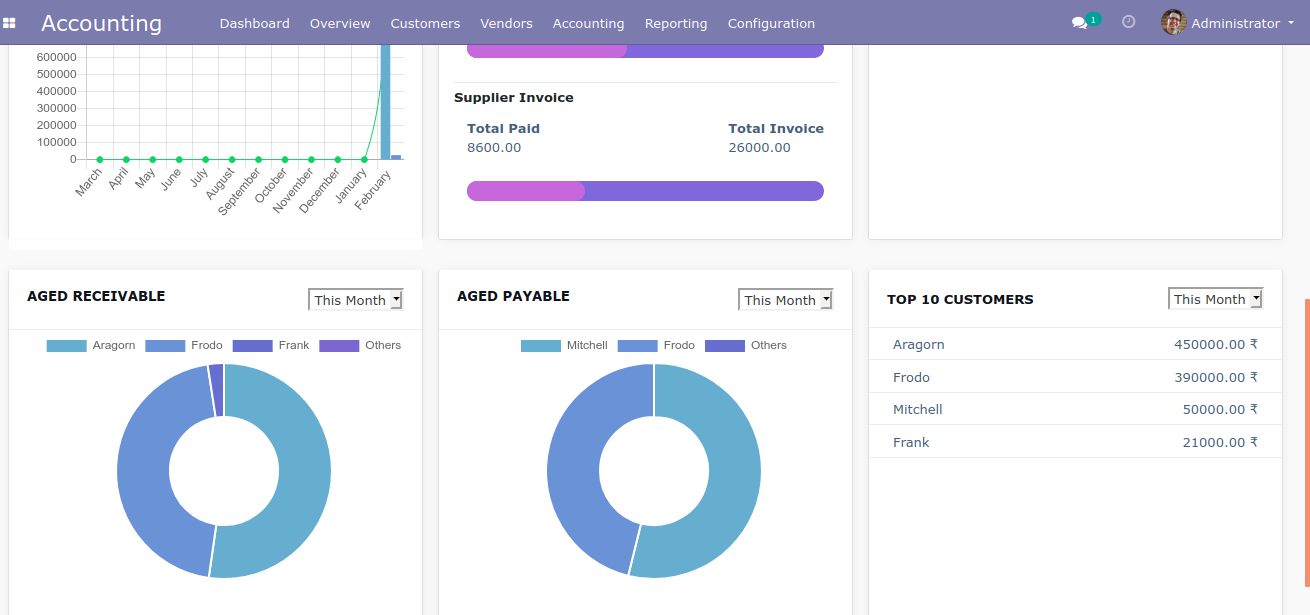 Accounting Dashboard Overview Customers Vendors Accounting Reporting Configuration 1 Administrator
600000
500000
400000
300000
200000
100000
0
March April May June July August September October November December January February
Supplier Invoice
Total Paid Total Invoice
8600.00 26000.00
AGED RECEIVABLE This Month
Aragorn Frodo Frank Others
AGED PAYABLE This Month
Mitchell Frodo Others
TOP 10 CUSTOMERS This Month
Aragorn 450000.00 ₹
Frodo 390000.00 ₹
Mitchell 50000.00 ₹
Frank 21000.00 ₹